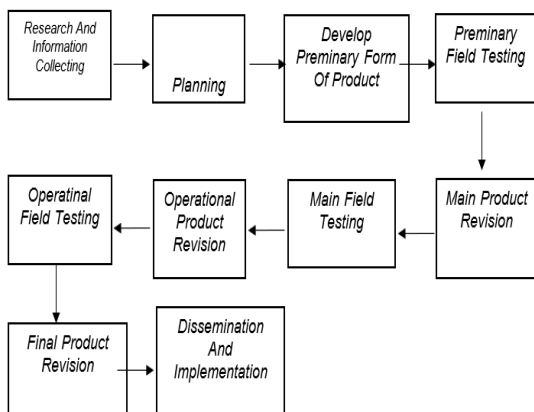 Research And
Information
Collecting
Planning
Develop
Preminary Form
Of Product
Preminary
Field Testing
Main Product
Revision
Main Field
Testing
Operational
Product
Revision
Operatinal
Field Testing
Final Product
Revision
Dissemination
And
Implementation